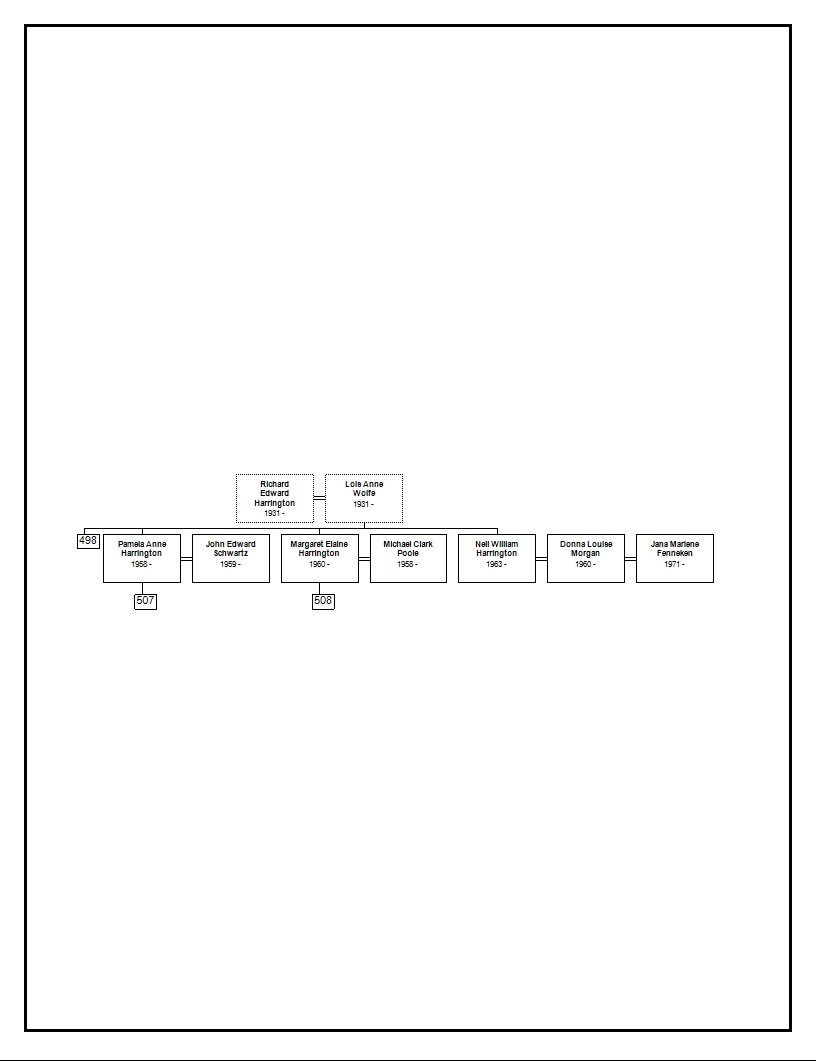 Richard
Edward
Harrington
1931 -
Lois Anne
Wolfe
1931 -
498
Pamela Anne
Harrington
1958 -
John Edward
Schwartz
1959 -
Margaret Elaine
Harrington
1960 -
Michael Clark
Poole
1958 -
Neil William
Harrington
1963 -
Donna Louise
Morgan
1960 -
Jana Marlene
Fenneken
1971 -
507
508